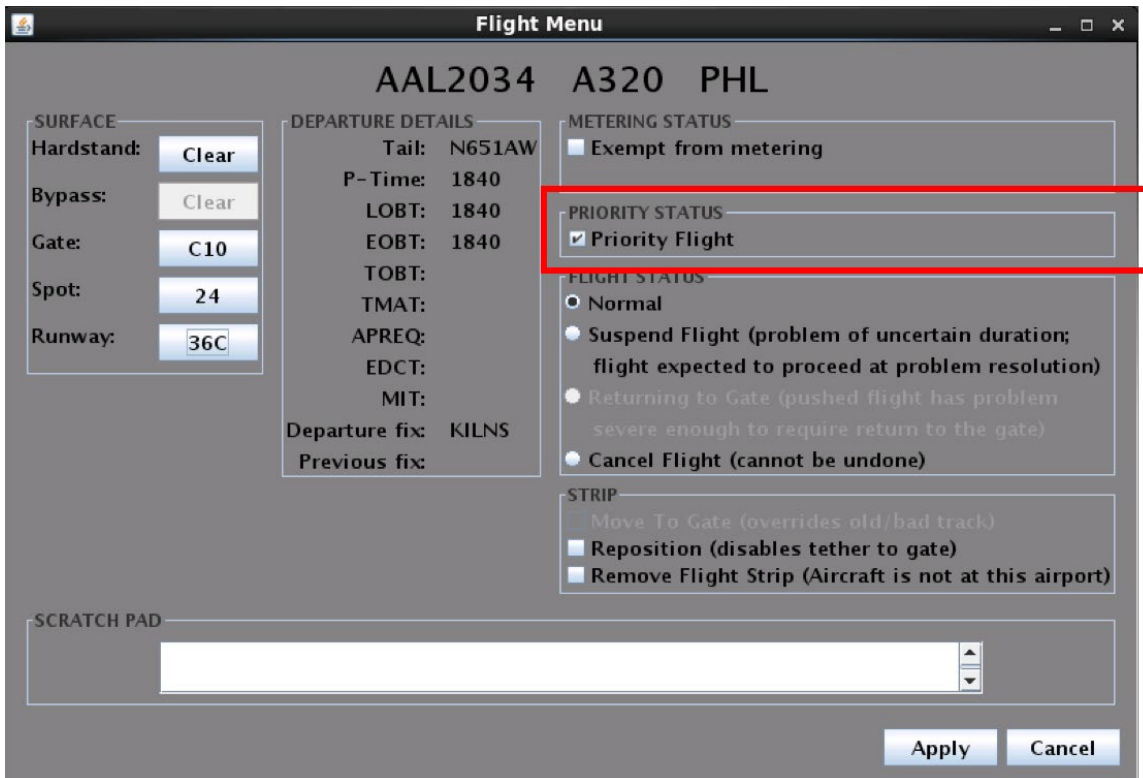 Flight Menu
AAL2034 A320 PHL
SURFACE
Hardstand: Clear
Bypass: Clear
Gate: C10
Spot: 24
Runway: 36C
DEPARTURE DETAILS
Tail: N651AW
P-Time: 1840
LOBT: 1840
EOBT: 1840
TOBT:
TMAT:
APREQ:
EDCT:
MIT:
Departure fix: KILNS
Previous fix:
METERING STATUS
Exempt from metering
PRIORITY STATUS
Priority Flight
FLIGHT STATUS
Normal
Suspend Flight (problem of uncertain duration;
flight expected to proceed at problem resolution)
Returning to Gate (pushed flight has problem
severe enough to require return to the gate)
Cancel Flight (cannot be undone)
STRIP
Move To Gate (overrides old/bad track)
Reposition (disables tether to gate)
Remove Flight Strip (Aircraft is not at this airport)
SCRATCH PAD
Apply Cancel